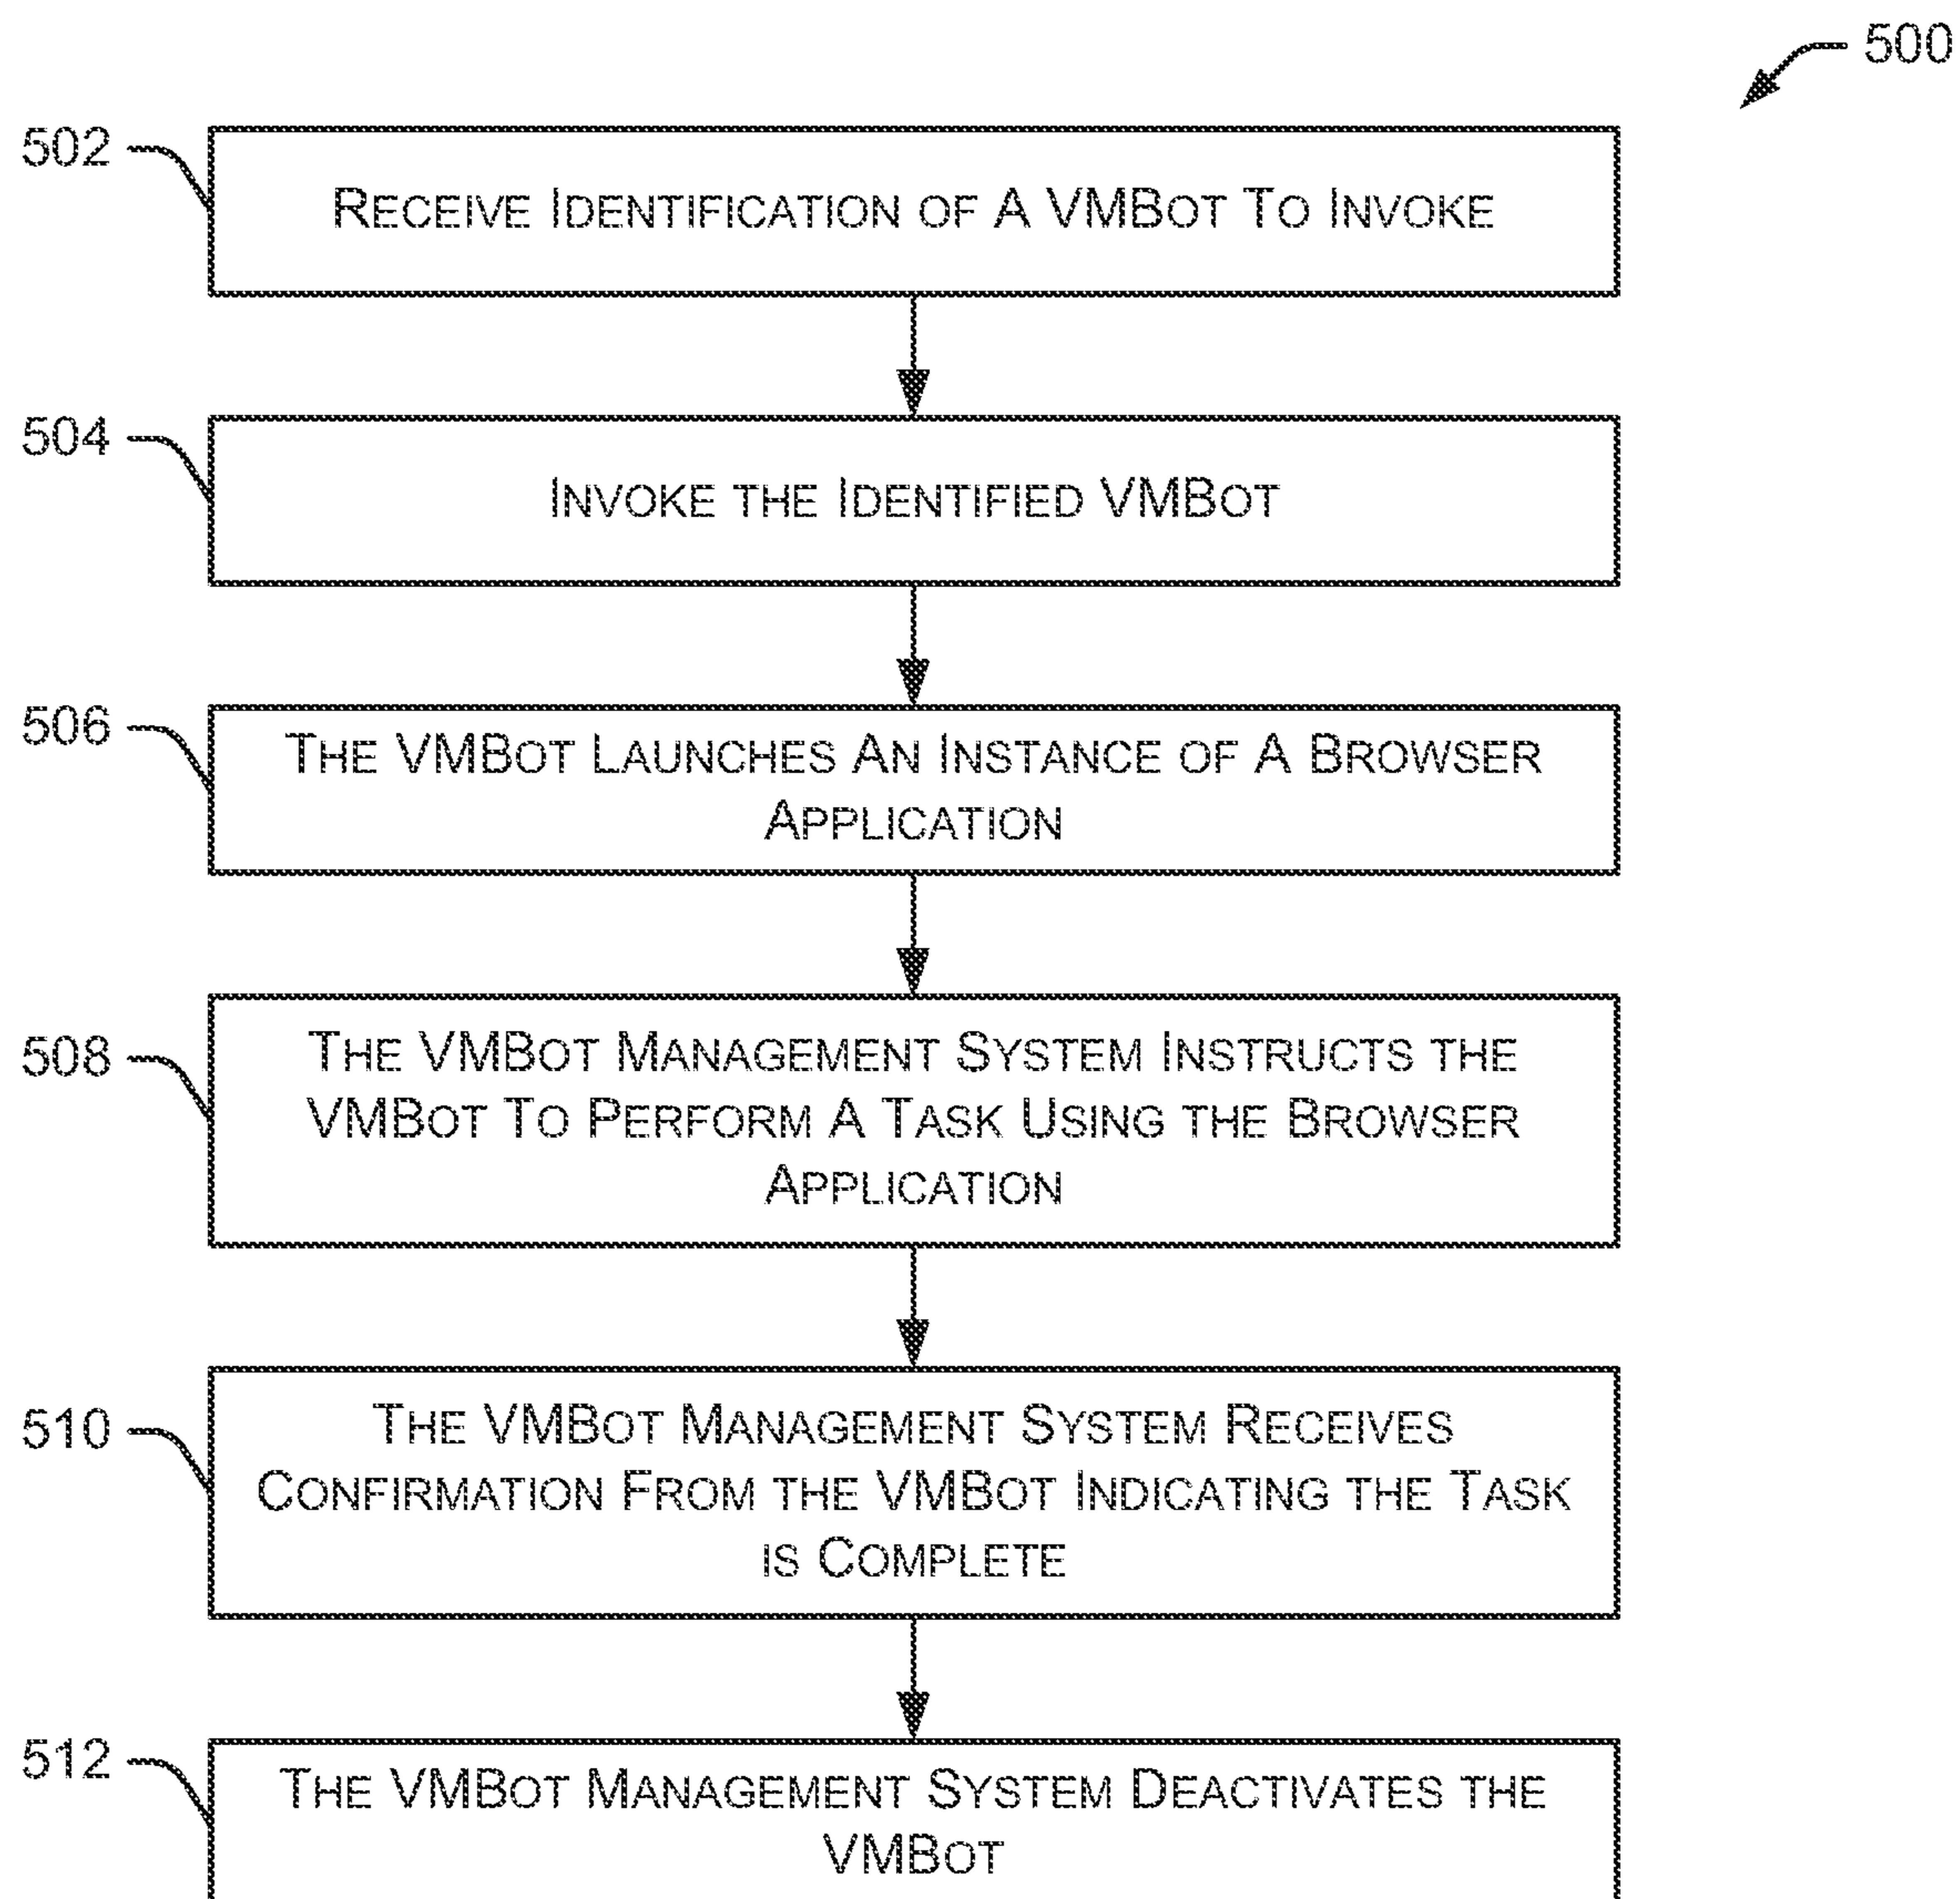 500
502
RECEIVE IDENTIFICATION OF A VMBOT TO INVOKE
504
INVOKE THE IDENTIFIED VMBOT
506
THE VMBOT LAUNCHES AN INSTANCE OF A BROWSER
APPLICATION
508
THE VMBOT MANAGEMENT SYSTEM INSTRUCTS THE
VMBOT TO PERFORM A TASK USING THE BROWSER
APPLICATION
510
THE VMBOT MANAGEMENT SYSTEM RECEIVES
CONFIRMATION FROM THE VMBOT INDICATING THE TASK
IS COMPLETE
512
THE VMBOT MANAGEMENT SYSTEM DEACTIVATES THE
VMBOT